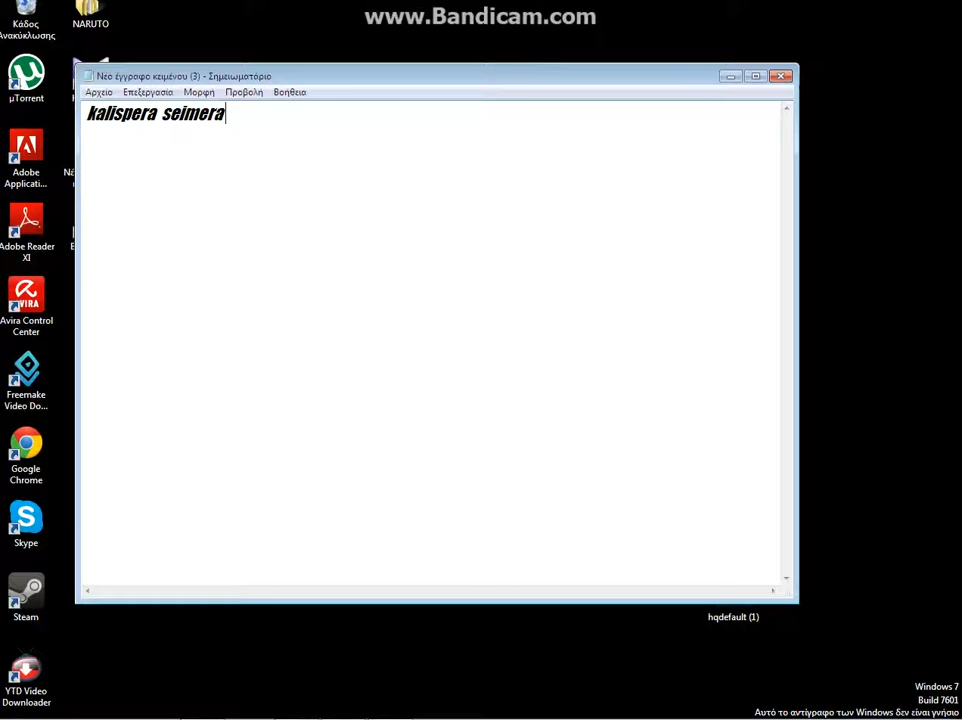 www.Bandicam.com
Κάδος
Ανακύκλωσης
NARUTO
µTorrent
Adobe
Applicati...
Adobe Reader
XI
AVIRA
Avira Control
Center
Freemake
Video Do...
Google
Chrome
Skype
Steam
YTD Video
Downloader
Νέο έγγραφο κειμένου (3) - Σημειωματάριο
Αρχείο Επεξεργασία Μορφή Προβολή Βοήθεια
kalispera seimera
hqdefault (1)
Windows 7
Build 7601
Αυτό το αντίγραφο των Windows δεν είναι γνήσιο